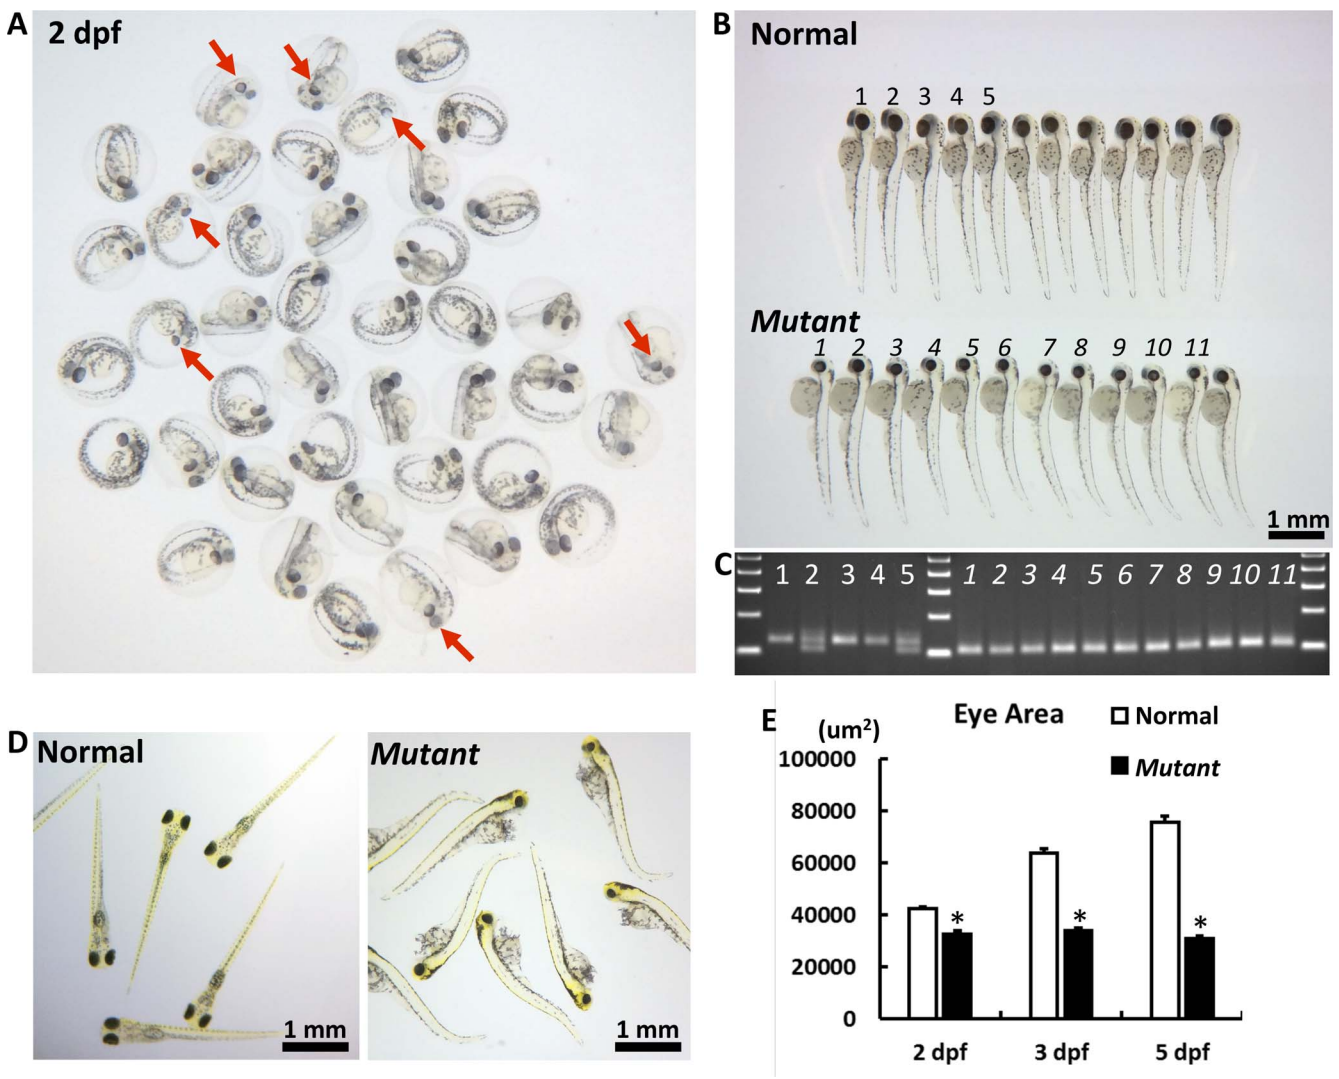 A
2 dpf
B
Normal
1 2 3 4 5
Mutant
1 2 3 4 5 6 7 8 9 10 11
1 mm
C
1 2 3 4 5 1 2 3 4 5 6 7 8 9 10 11
D
Normal
1 mm
Mutant
1 mm
E
(um²)
Eye Area
Normal
Mutant
100000
80000
60000
40000
20000
0
* * *
2 dpf 3 dpf 5 dpf